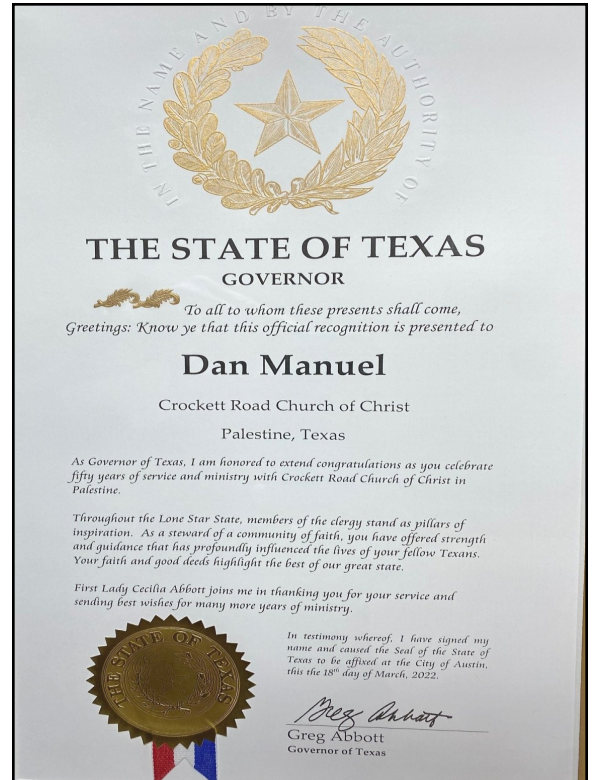 IN THE NAME AND BY THE AUTHORITY OF
THE STATE OF TEXAS
GOVERNOR
To all to whom these presents shall come,
Greetings: Know ye that this official recognition is presented to
Dan Manuel
Crockett Road Church of Christ
Palestine, Texas
As Governor of Texas, I am honored to extend congratulations as you celebrate
fifty years of service and ministry with Crockett Road Church of Christ in
Palestine.
Throughout the Lone Star State, members of the clergy stand as pillars of
inspiration. As a steward of a community of faith, you have offered strength
and guidance that has profoundly influenced the lives of your fellow Texans.
Your faith and good deeds highlight the best of our great state.
First Lady Cecilia Abbott joins me in thanking you for your service and
sending best wishes for many more years of ministry.
THE STATE OF TEXAS
In testimony whereof, I have signed my
name and caused the Seal of the State of
Texas to be affixed at the City of Austin,
this the 18th day of March, 2022.
Greg Abbott
Greg Abbott
Governor of Texas